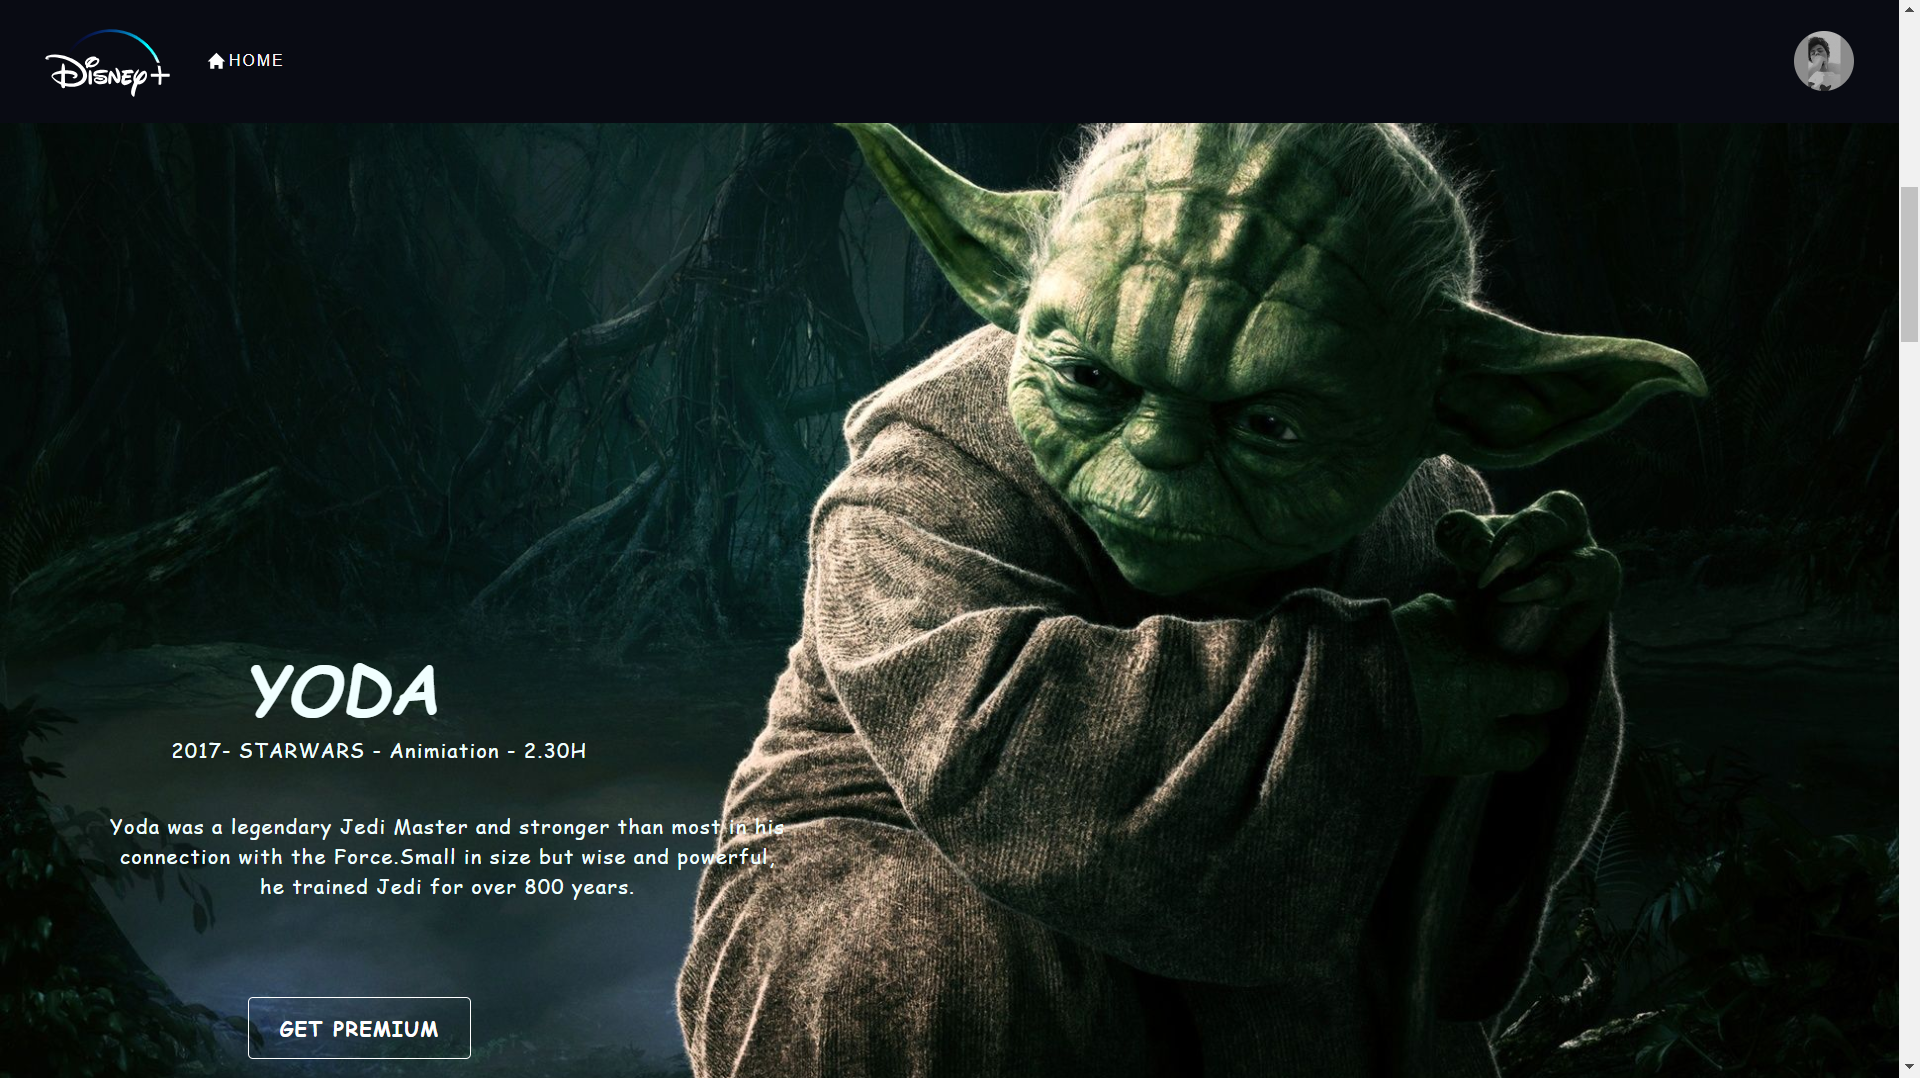 Disney+
HOME
YODA
2017- STARWARS - Animiation - 2.30H
Yoda was a legendary Jedi Master and stronger than most in his
connection with the Force.Small in size but wise and powerful,
he trained Jedi for over 800 years.
GET PREMIUM